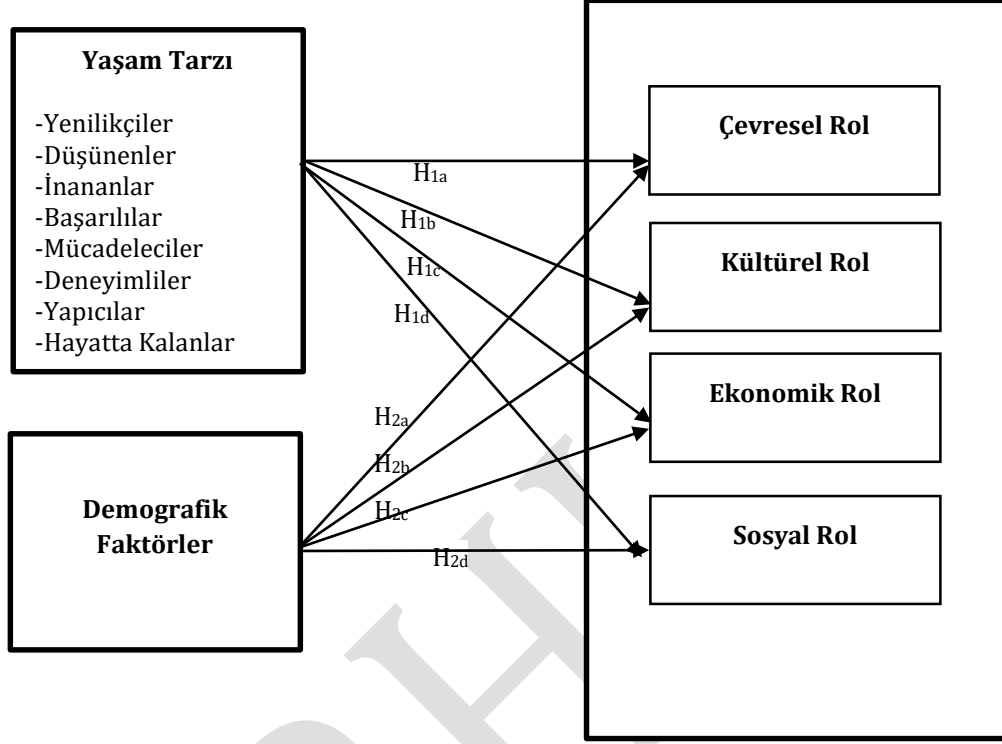 Yaşam Tarzı
-Yenilikçiler
-Düşünenler
-İnananlar
-Başarılılar
-Mücadeleciler
-Deneyimliler
-Yapıcılar
-Hayatta Kalanlar
Demografik
Faktörler
H1a
H1b
H1c
H1d
H2a
H2b
H2c
H2d
Çevresel Rol
Kültürel Rol
Ekonomik Rol
Sosyal Rol